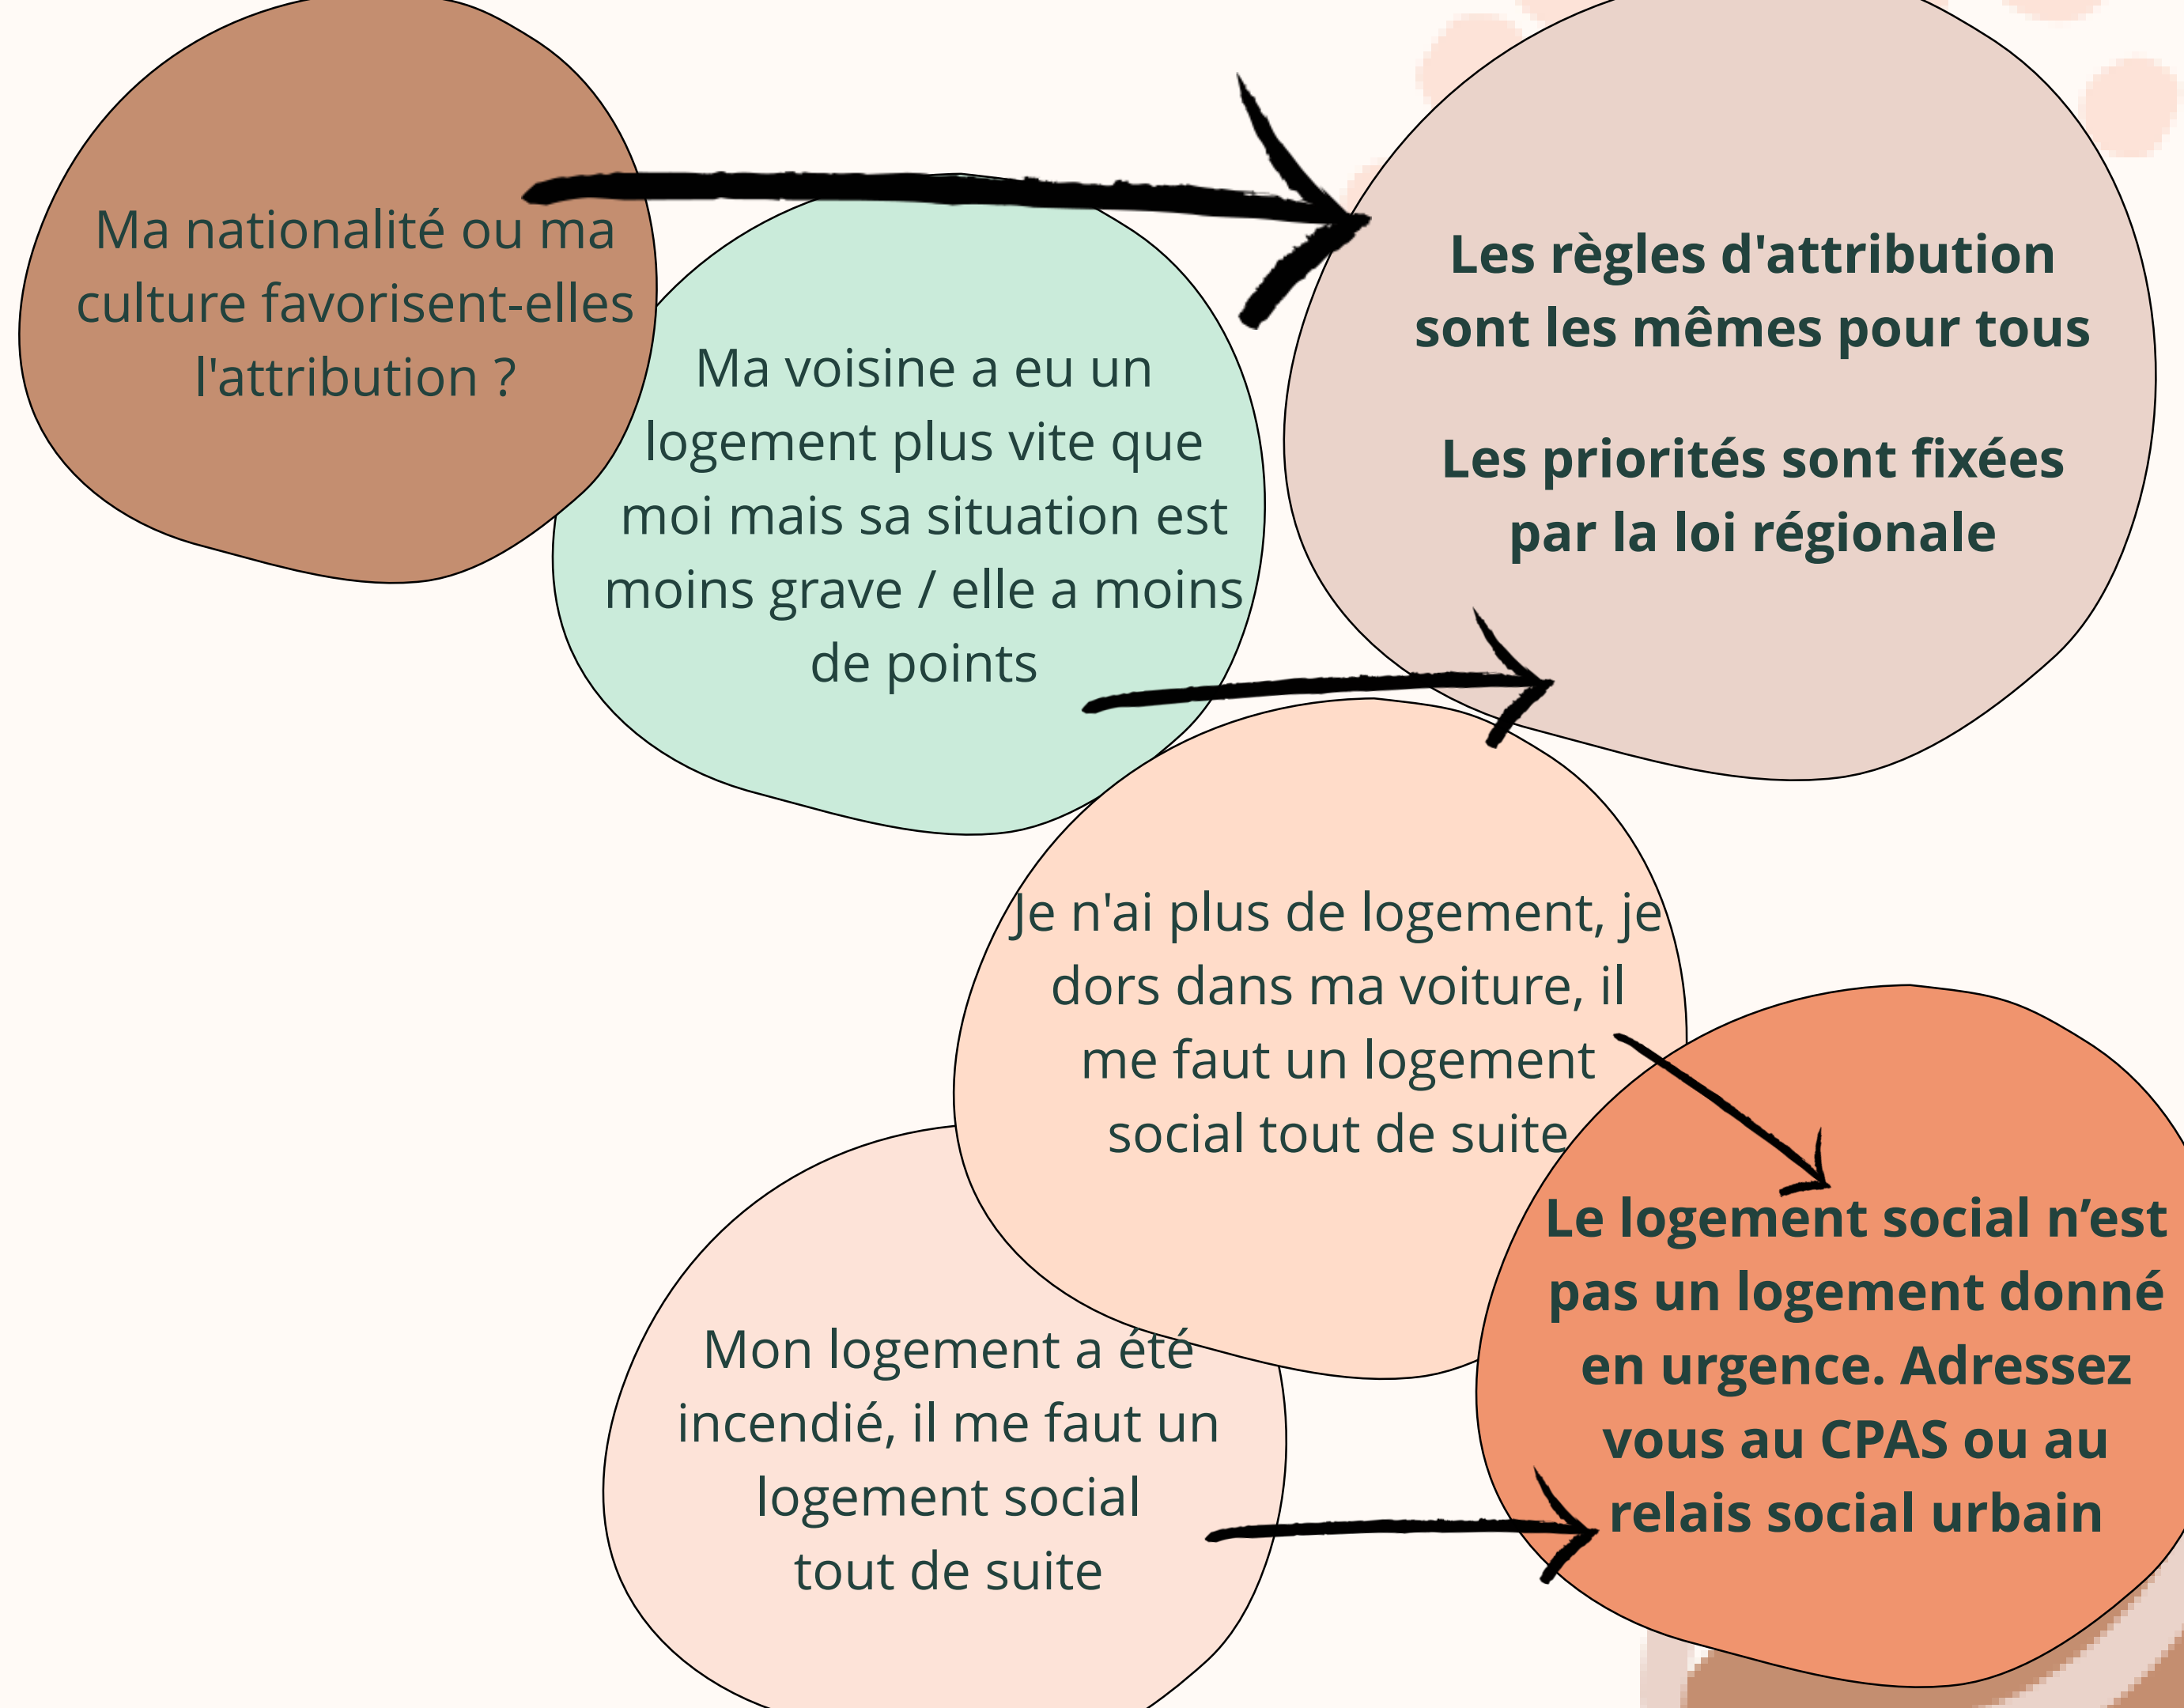 Ma nationalité ou ma
culture favorisent-elles
l'attribution ?
Ma voisine a eu un
logement plus vite que
moi mais sa situation est
moins grave / elle a moins
de points
Les règles d'attribution
sont les mêmes pour tous
Les priorités sont fixées
par la loi régionale
Je n'ai plus de logement, je
dors dans ma voiture, il
me faut un logement
social tout de suite
Mon logement a été
incendié, il me faut un
logement social
tout de suite
Le logement social n’est
pas un logement donné
en urgence. Adressez
vous au CPAS ou au
relais social urbain